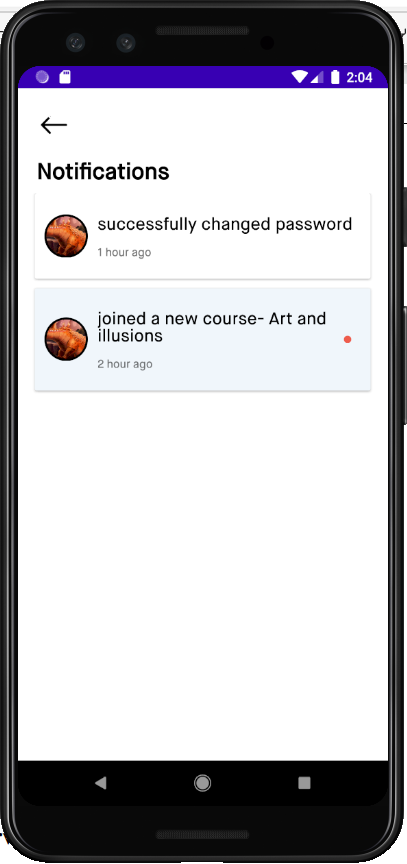 2:04
Notifications
successfully changed password
1 hour ago
joined a new course- Art and
illusions
2 hour ago